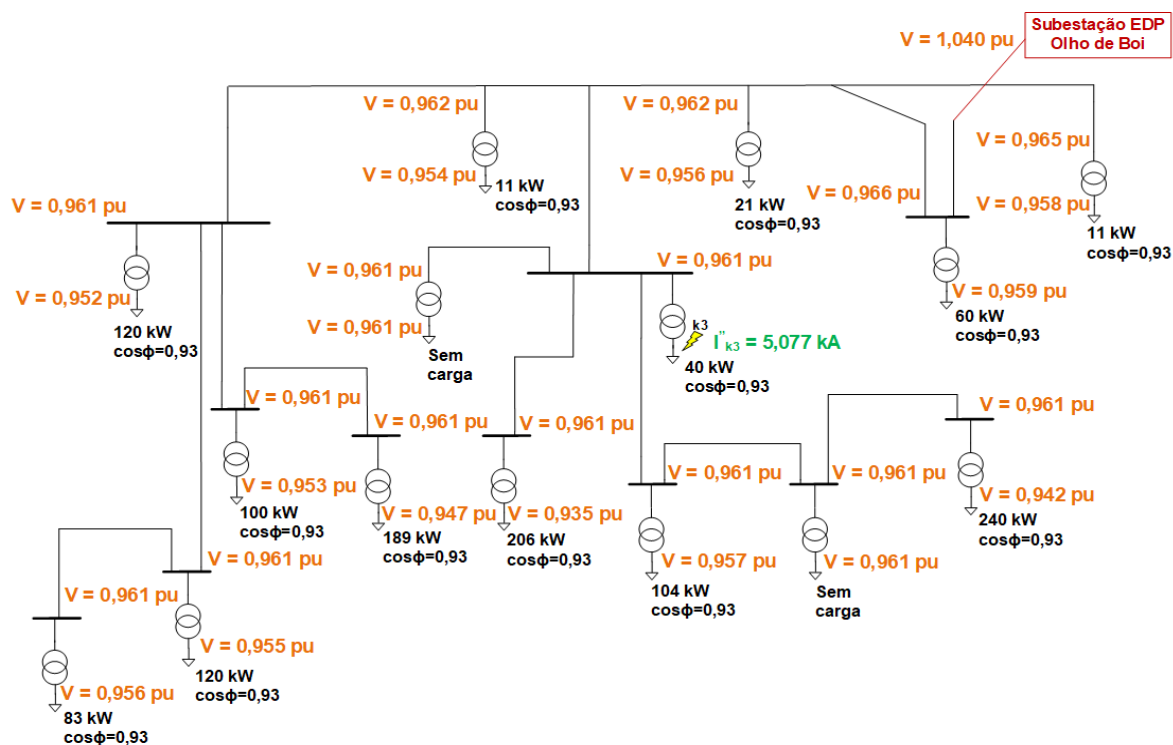 Subestação EDP
Olho de Boi
V = 1,040 pu
V = 0,962 pu
V = 0,962 pu
V = 0,965 pu
V = 0,954 pu
11 kW
cosϕ=0,93
V = 0,956 pu
21 kW
cosϕ=0,93
V = 0,966 pu
V = 0,958 pu
11 kW
cosϕ=0,93
V = 0,961 pu
V = 0,952 pu
120 kW
cosϕ=0,93
V = 0,961 pu
V = 0,961 pu
Sem
carga
V = 0,961 pu
k3
I''k3 = 5,077 kA
40 kW
cosϕ=0,93
V = 0,959 pu
60 kW
cosϕ=0,93
V = 0,961 pu
V = 0,953 pu
100 kW
cosϕ=0,93
V = 0,961 pu
V = 0,947 pu
189 kW
cosϕ=0,93
V = 0,961 pu
V = 0,935 pu
206 kW
cosϕ=0,93
V = 0,961 pu
V = 0,957 pu
104 kW
cosϕ=0,93
V = 0,961 pu
V = 0,961 pu
Sem
carga
V = 0,961 pu
V = 0,942 pu
240 kW
cosϕ=0,93
V = 0,961 pu
V = 0,955 pu
120 kW
cosϕ=0,93
V = 0,961 pu
V = 0,956 pu
83 kW
cosϕ=0,93